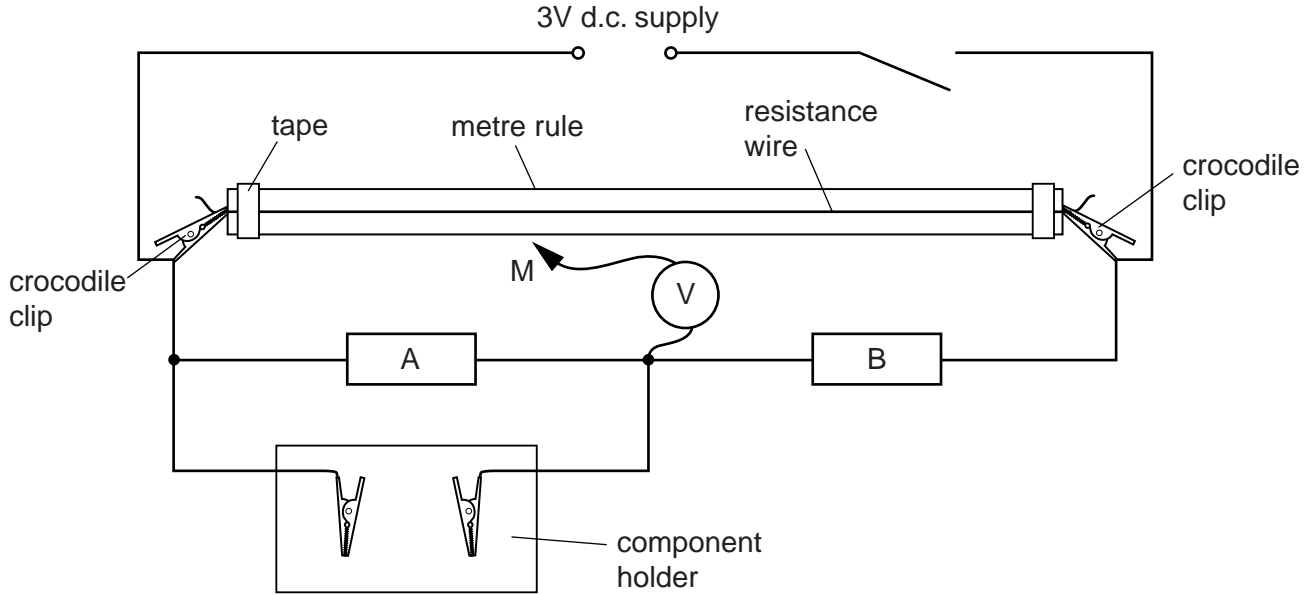 3V d.c. supply
tape
metre rule
resistance
wire
crocodile
clip
crocodile
clip
M
V
A
B
component
holder